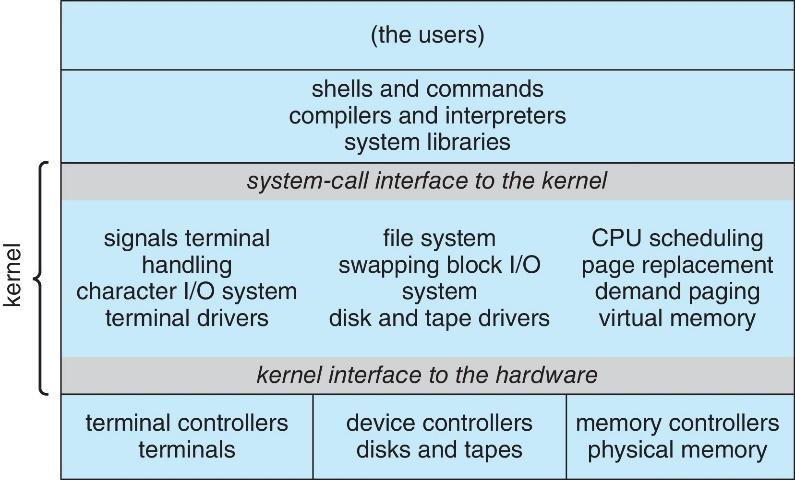 (the users)
shells and commands
compilers and interpreters
system libraries
kernel
system-call interface to the kernel
signals terminal
handling
character I/O system
terminal drivers
file system
swapping block I/O
system
disk and tape drivers
CPU scheduling
page replacement
demand paging
virtual memory
kernel interface to the hardware
terminal controllers
terminals
device controllers
disks and tapes
memory controllers
physical memory